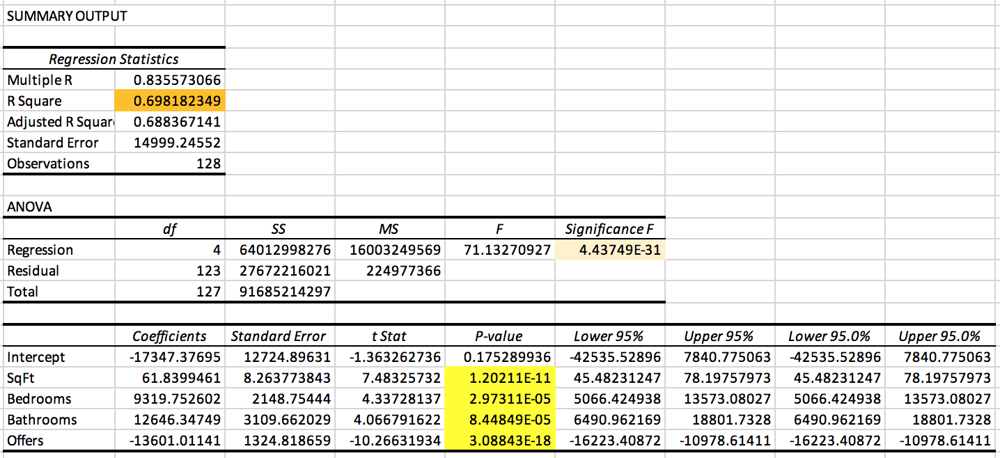 SUMMARY OUTPUT
Regression Statistics
Multiple R 0.835573066
R Square 0.698182349
Adjusted R Squar 0.688367141
Standard Error 14999.24552
Observations 128
ANOVA
df SS MS F Significance F
Regression 4 64012998276 16003249569 71.13270927 4.43749E-31
Residual 123 27672216021 224977366
Total 127 91685214297
Coefficients Standard Error t Stat P-value Lower 95% Upper 95% Lower 95.0% Upper 95.0%
Intercept -17347.37695 12724.89631 -1.363262736 0.175289936 -42535.52896 7840.775063 -42535.52896 7840.775063
SqFt 61.8399461 8.263773843 7.48325732 1.20211E-11 45.48231247 78.19757973 45.48231247 78.19757973
Bedrooms 9319.752602 2148.75444 4.33728137 2.97311E-05 5066.424938 13573.08027 5066.424938 13573.08027
Bathrooms 12646.34749 3109.662029 4.066791622 8.44849E-05 6490.962169 18801.7328 6490.962169 18801.7328
Offers -13601.01141 1324.818659 -10.26631934 3.08843E-18 -16223.40872 -10978.61411 -16223.40872 -10978.61411